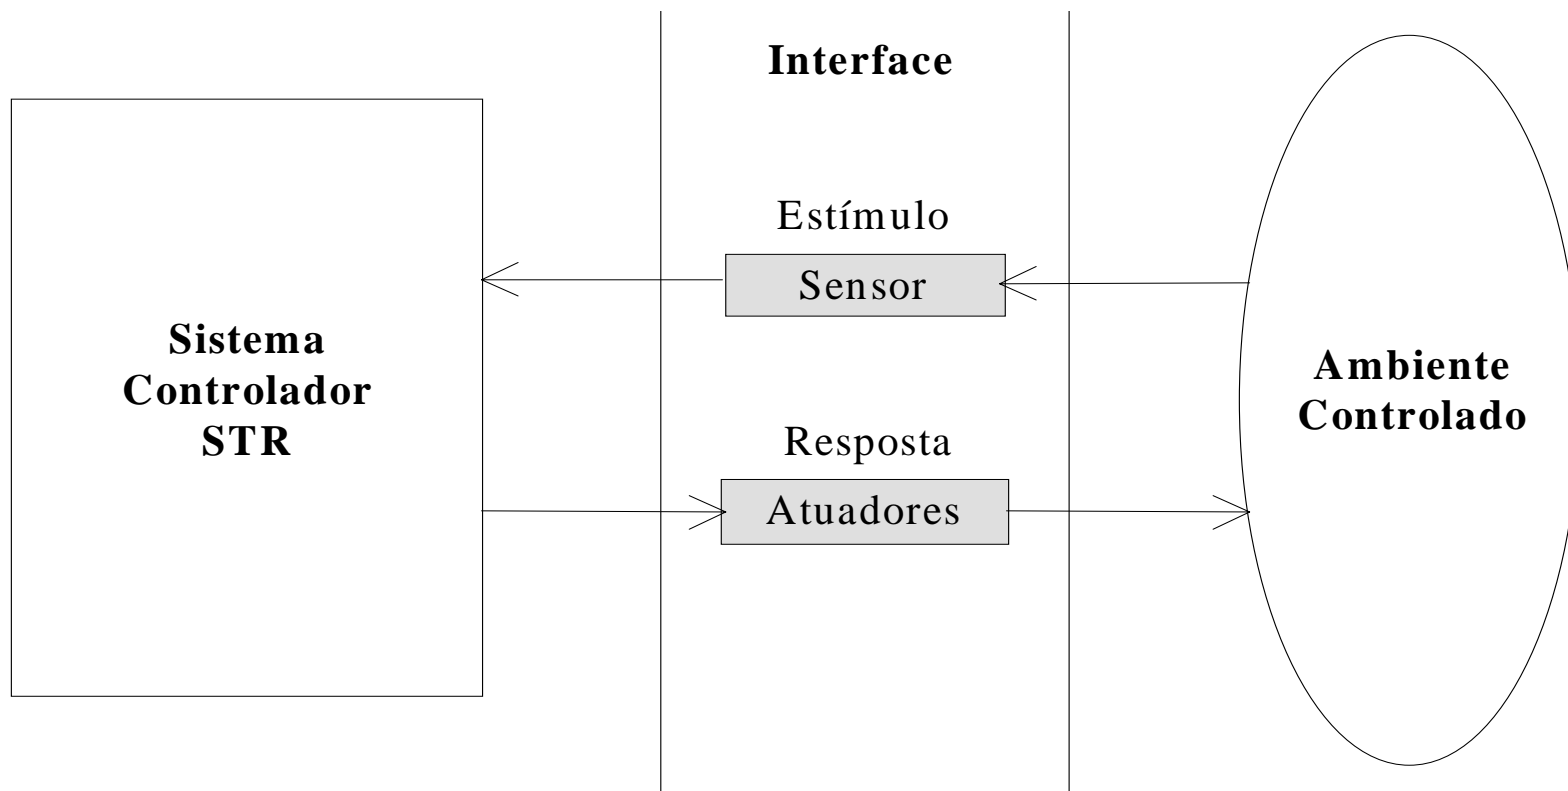 Interface
Estímulo
Sensor
Sistema
Controlador
STR
Ambiente
Controlado
Resposta
Atuadores